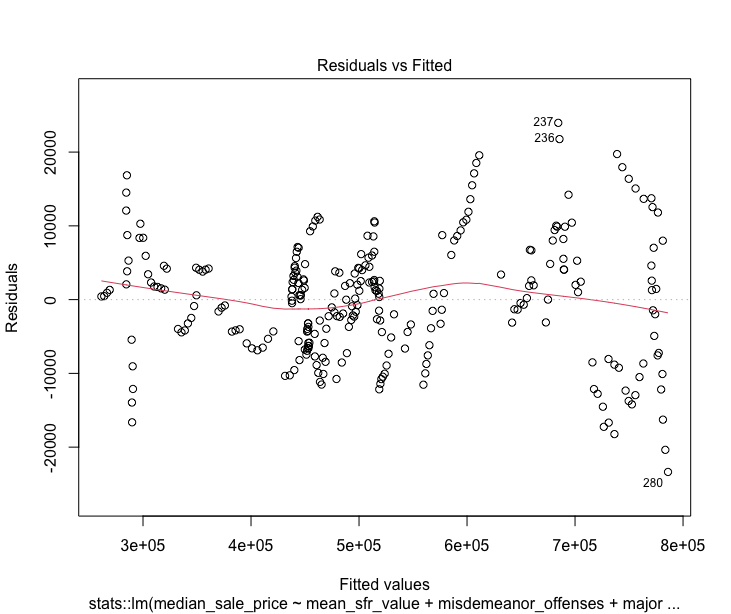 Residuals vs Fitted
Residuals
20000
10000
0
-10000
-20000
237
236
280
3e+05 4e+05 5e+05 6e+05 7e+05 8e+05
Fitted values
stats::lm(median_sale_price ~ mean_sfr_value + misdemeanor_offenses + major ...